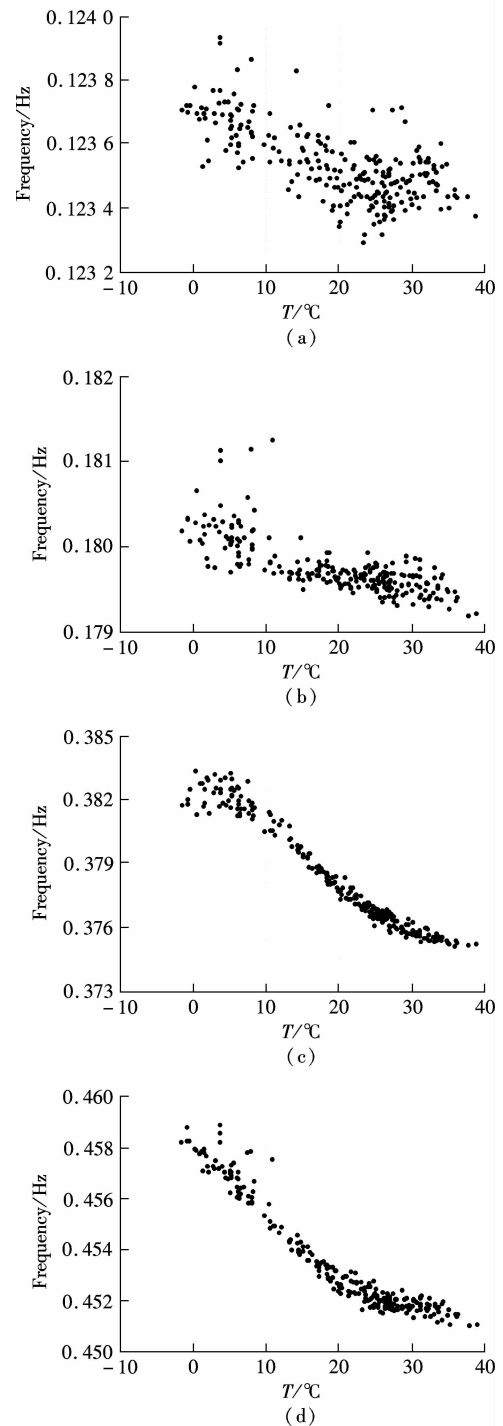 0.124 0
0.123 8
0.123 6
0.123 4
0.123 2
Frequency/Hz
-10 0 10 20 30 40
T/℃
(a)
0.182
0.181
0.180
0.179
Frequency/Hz
-10 0 10 20 30 40
T/℃
(b)
0.385
0.382
0.379
0.376
0.373
Frequency/Hz
-10 0 10 20 30 40
T/℃
(c)
0.460
0.458
0.456
0.454
0.452
0.450
Frequency/Hz
-10 0 10 20 30 40
T/℃
(d)